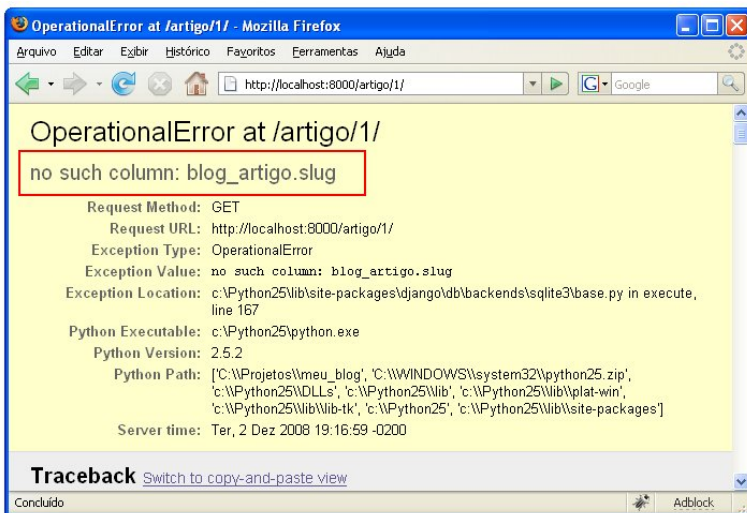 OperationalError at /artigo/1/ - Mozilla Firefox
Arquivo Editar Exibir Histórico Favoritos Ferramentas Ajuda
http://localhost:8000/artigo/1/ G Google
OperationalError at /artigo/1/
no such column: blog_artigo.slug
Request Method: GET
Request URL: http://localhost:8000/artigo/1/
Exception Type: OperationalError
Exception Value: no such column: blog_artigo.slug
Exception Location: c:\Python25\lib\site-packages\django\db\backends\sqlite3\base.py in execute,
line 167
Python Executable: c:\Python25\python.exe
Python Version: 2.5.2
Python Path: ['C:\\Projetos\\meu_blog', 'C:\\WINDOWS\\system32\\python25.zip',
'c:\\Python25\\DLLs', 'c:\\Python25\\lib', 'c:\\Python25\\lib\\plat-win',
'c:\\Python25\\lib\\lib-tk', 'c:\\Python25', 'c:\\Python25\\lib\\site-packages']
Server time: Ter, 2 Dez 2008 19:16:59 -0200
Traceback Switch to copy-and-paste view
Concluído Adblock